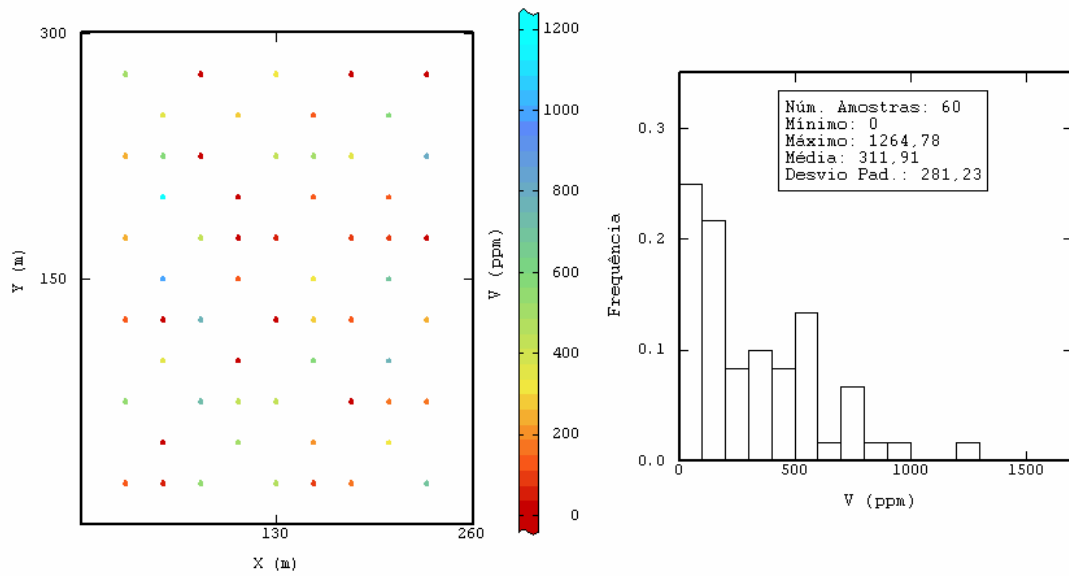 300
150
Y (m)
130
260
X (m)
1200
1000
800
600
400
200
0
V (ppm)
Núm. Amostras: 60
Mínimo: 0
Máximo: 1264,78
Média: 311,91
Desvio Pad.: 281,23
0.3
0.2
0.1
0.0
Frequência
0
500
1000
1500
V (ppm)